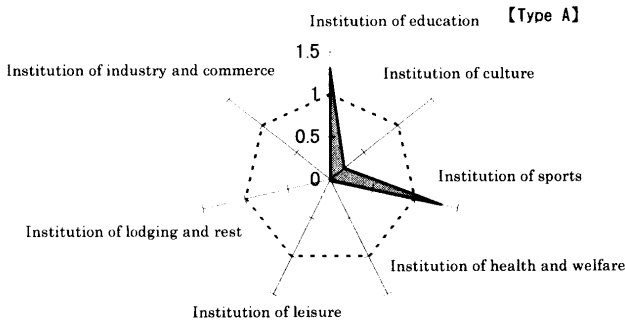 【Type A】
Institution of education
1.5
Institution of industry and commerce
Institution of culture
1
0.5
0
Institution of sports
Institution of lodging and rest
Institution of health and welfare
Institution of leisure